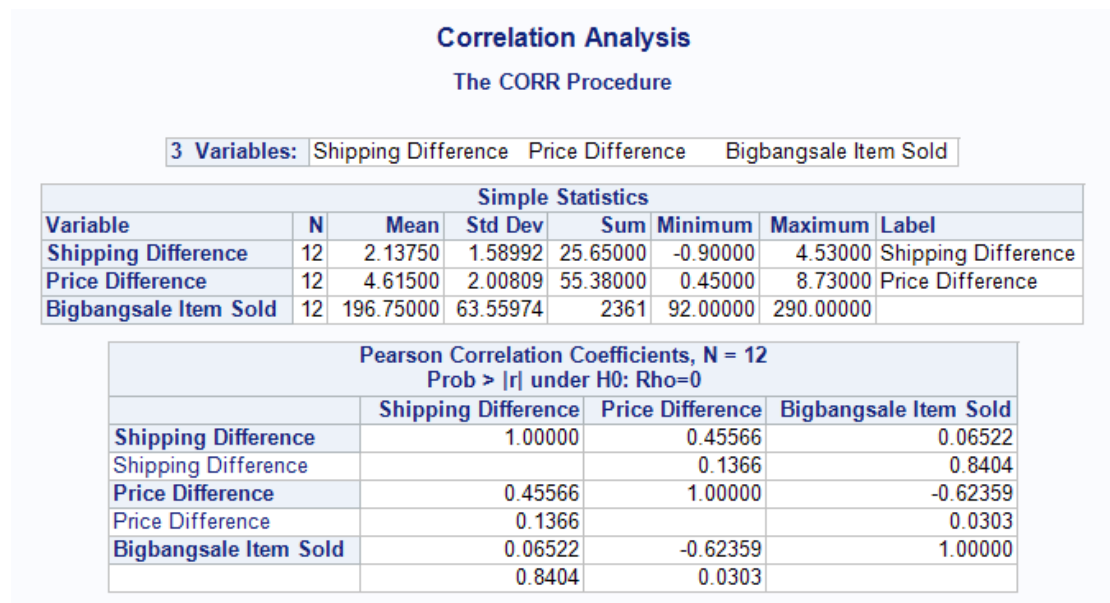 Correlation Analysis
The CORR Procedure
3 Variables: Shipping Difference Price Difference Bigbangsale Item Sold
Simple Statistics
Variable N Mean Std Dev Sum Minimum Maximum Label
Shipping Difference 12 2.13750 1.58992 25.65000 -0.90000 4.53000 Shipping Difference
Price Difference 12 4.61500 2.00809 55.38000 0.45000 8.73000 Price Difference
Bigbangsale Item Sold 12 196.75000 63.55974 2361 92.00000 290.00000
Pearson Correlation Coefficients, N = 12
Prob > |r| under H0: Rho=0
Shipping Difference Price Difference Bigbangsale Item Sold
Shipping Difference 1.00000 0.45566 0.06522
Shipping Difference 0.1366 0.8404
Price Difference 0.45566 1.00000 -0.62359
Price Difference 0.1366 0.0303
Bigbangsale Item Sold 0.06522 -0.62359 1.00000
0.8404 0.0303